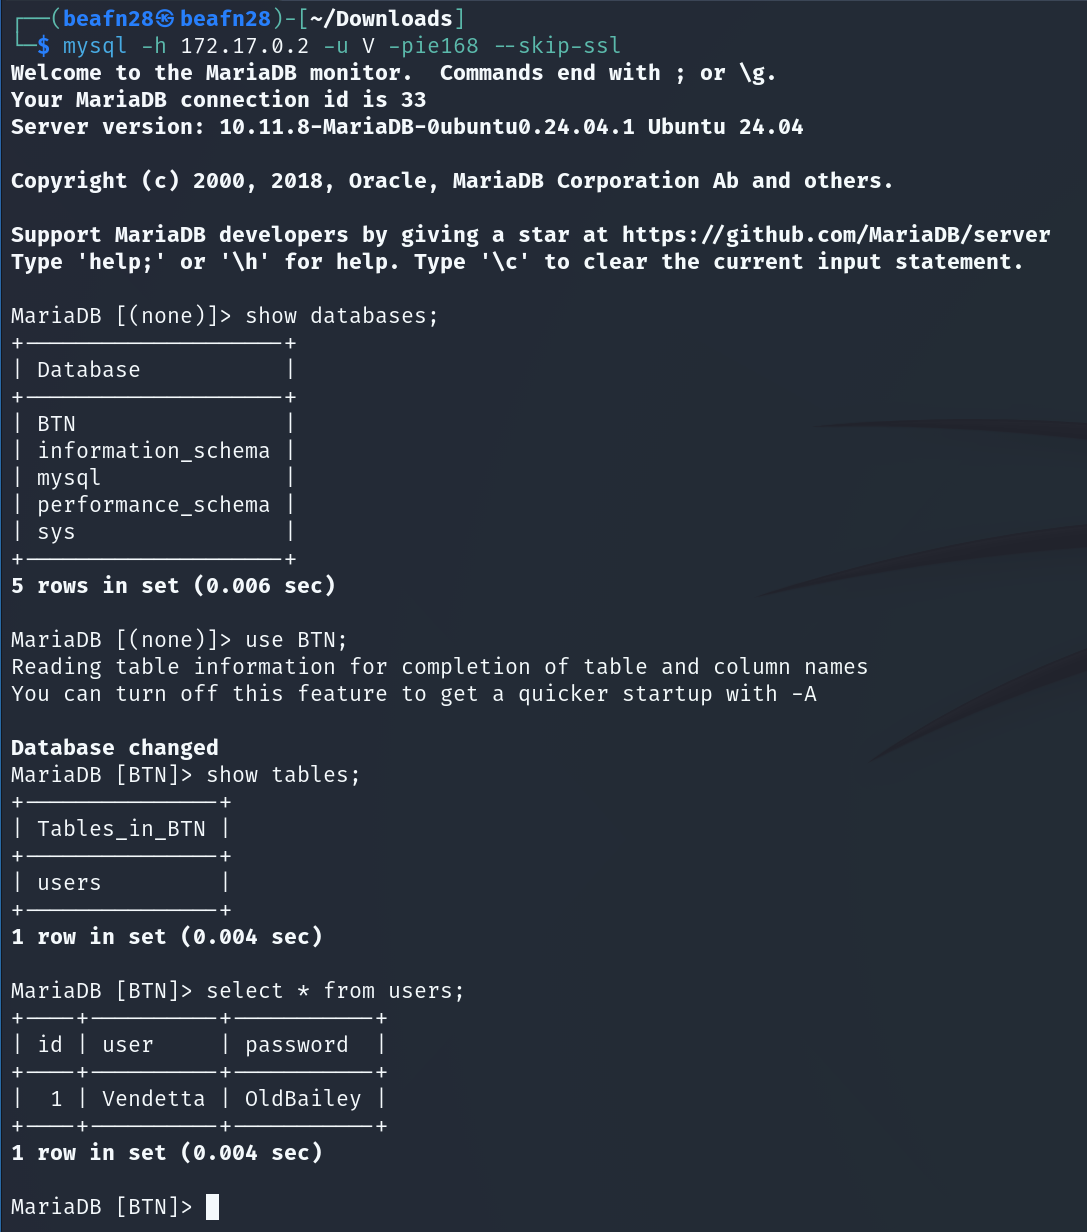 ┌──(beafn28㉿beafn28)-[~/Downloads]
└─$ mysql -h 172.17.0.2 -u V -pie168 --skip-ssl
Welcome to the MariaDB monitor.  Commands end with ; or \g.
Your MariaDB connection id is 33
Server version: 10.11.8-MariaDB-0ubuntu0.24.04.1 Ubuntu 24.04

Copyright (c) 2000, 2018, Oracle, MariaDB Corporation Ab and others.

Support MariaDB developers by giving a star at https://github.com/MariaDB/server
Type 'help;' or '\h' for help. Type '\c' to clear the current input statement.

MariaDB [(none)]> show databases;
+--------------------+
| Database           |
+--------------------+
| BTN                |
| information_schema |
| mysql              |
| performance_schema |
| sys                |
+--------------------+
5 rows in set (0.006 sec)

MariaDB [(none)]> use BTN;
Reading table information for completion of table and column names
You can turn off this feature to get a quicker startup with -A

Database changed
MariaDB [BTN]> show tables;
+---------------+
| Tables_in_BTN |
+---------------+
| users         |
+---------------+
1 row in set (0.004 sec)

MariaDB [BTN]> select * from users;
+----+----------+-----------+
| id | user     | password  |
+----+----------+-----------+
|  1 | Vendetta | OldBailey |
+----+----------+-----------+
1 row in set (0.004 sec)

MariaDB [BTN]>